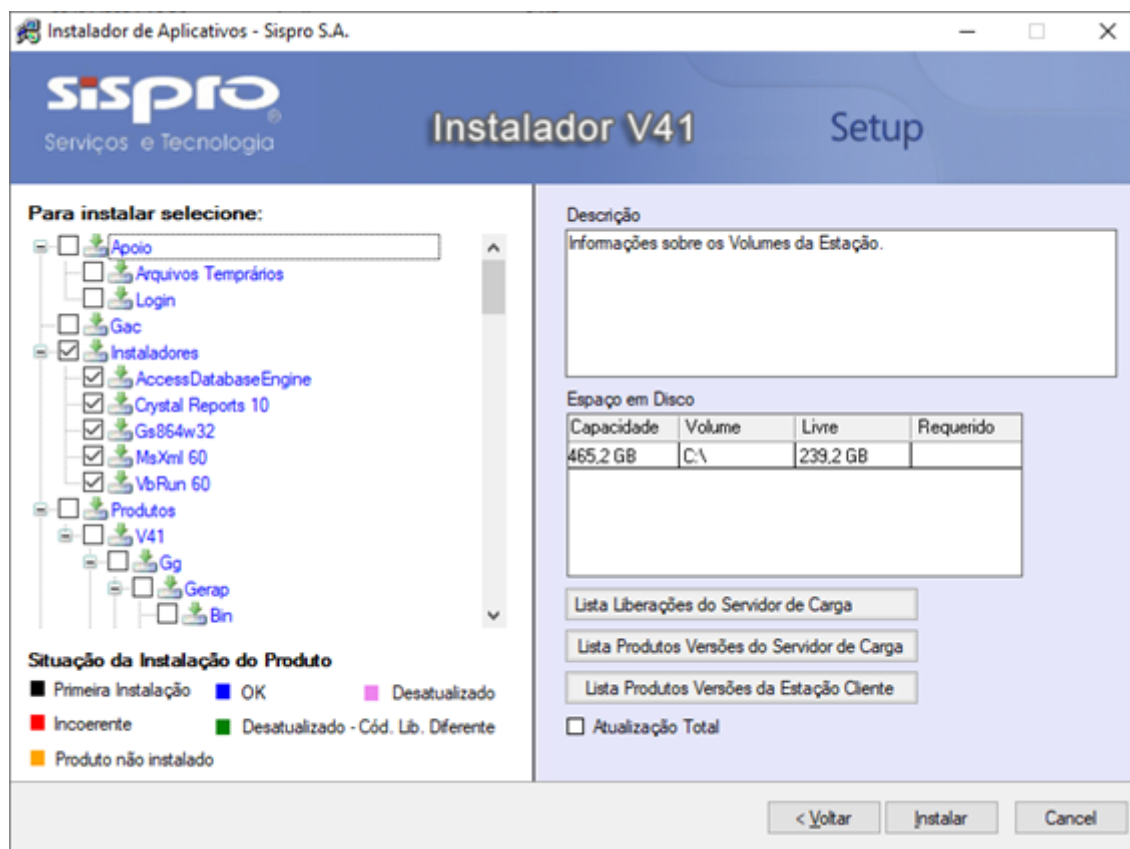 Instalador de Aplicativos - Sispro S.A.
sispro®
Serviços e Tecnologia
Instalador V41
Setup
Para instalar selecione:
Apoio
Arquivos Temprários
Login
Gac
Instaladores
AccessDatabaseEngine
Crystal Reports 10
Gs864w32
MsXml 60
VbRun 60
Produtos
V41
Gg
Gerap
Bin
Situação da Instalação do Produto
Primeira Instalação
OK
Desatualizado
Incoerente
Desatualizado - Cód. Lib. Diferente
Produto não instalado
Descrição
Informações sobre os Volumes da Estação.
Espaço em Disco
Capacidade Volume Livre Requerido
465,2 GB C:\ 239,2 GB
Lista Liberações do Servidor de Carga
Lista Produtos Versões do Servidor de Carga
Lista Produtos Versões da Estação Cliente
Atualização Total
< Voltar
Instalar
Cancel